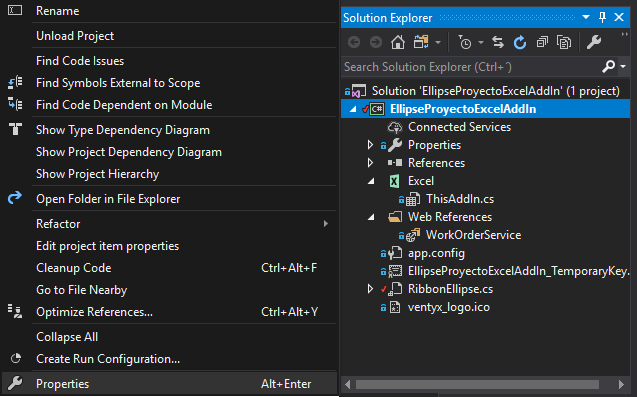 Rename
Unload Project
Find Code Issues
Find Symbols External to Scope
Find Code Dependent on Module
Show Type Dependency Diagram
Show Project Dependency Diagram
Show Project Hierarchy
Open Folder in File Explorer
Refactor
Edit project item properties
Cleanup Code Ctrl+Alt+F
Go to File Nearby
Optimize References... Ctrl+Alt+Y
Collapse All
Create Run Configuration...
Properties Alt+Enter
Solution Explorer
Search Solution Explorer (Ctrl+´)
Solution 'EllipseProyectoExcelAddIn' (1 project)
C# EllipseProyectoExcelAddIn
Connected Services
Properties
References
Excel
ThisAddIn.cs
Web References
WorkOrderService
app.config
EllipseProyectoExcelAddIn_TemporaryKey.
RibbonEllipse.cs
ventyx_logo.ico